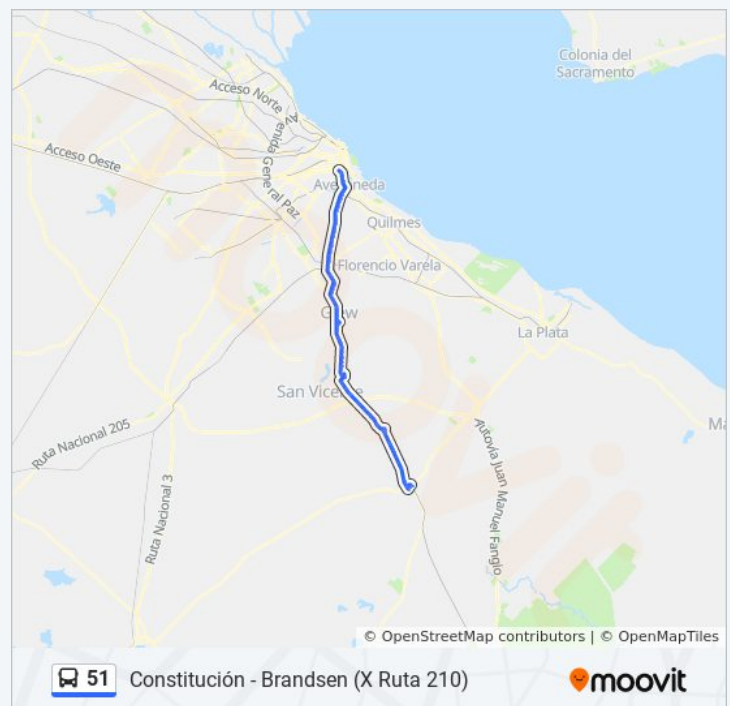 Colonia del
Sacramento
Acceso Norte
Avenida General Paz
Acceso Oeste
Avellaneda
Quilmes
Florencio Varela
Glew
La Plata
San Vicente
Ruta Nacional 205
Autovía Juan Manuel Fangio
Ruta Nacional 3
© OpenStreetMap contributors | © OpenMapTiles
51 Constitución - Brandsen (X Ruta 210)
moovit